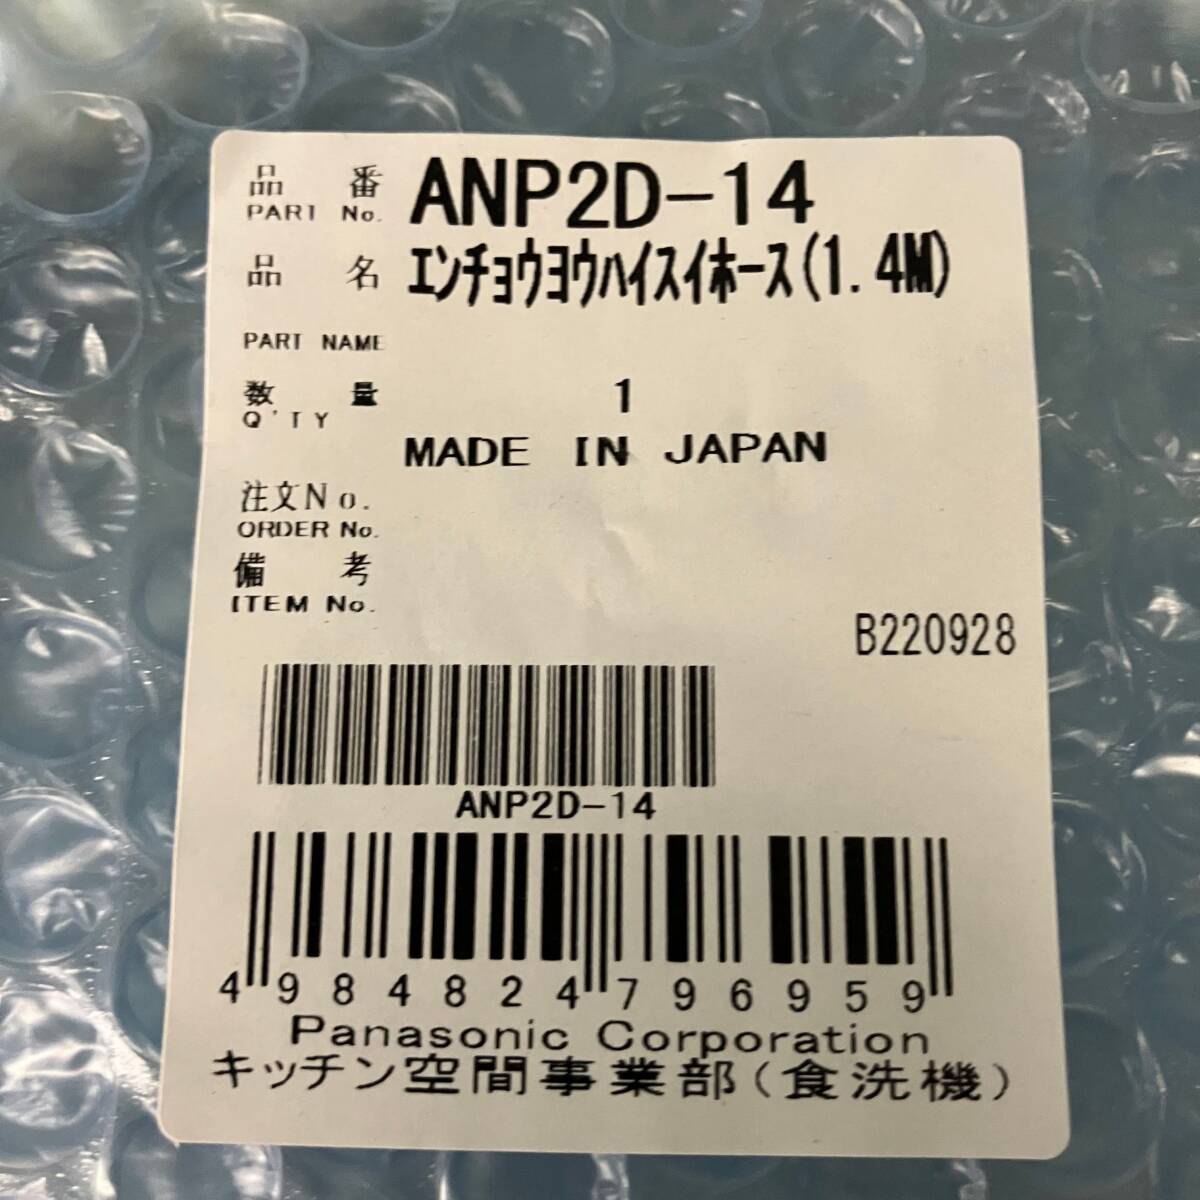 品番 ANP2D-14
PART No.
品名 エンチョウヨウハイスイホース(1.4M)
PART NAME
数量 1
Q'TY
MADE IN JAPAN
注文No.
ORDER No.
備考
ITEM No.
B220928
ANP2D-14
4984824796959
Panasonic Corporation
キッチン空間事業部(食洗機)